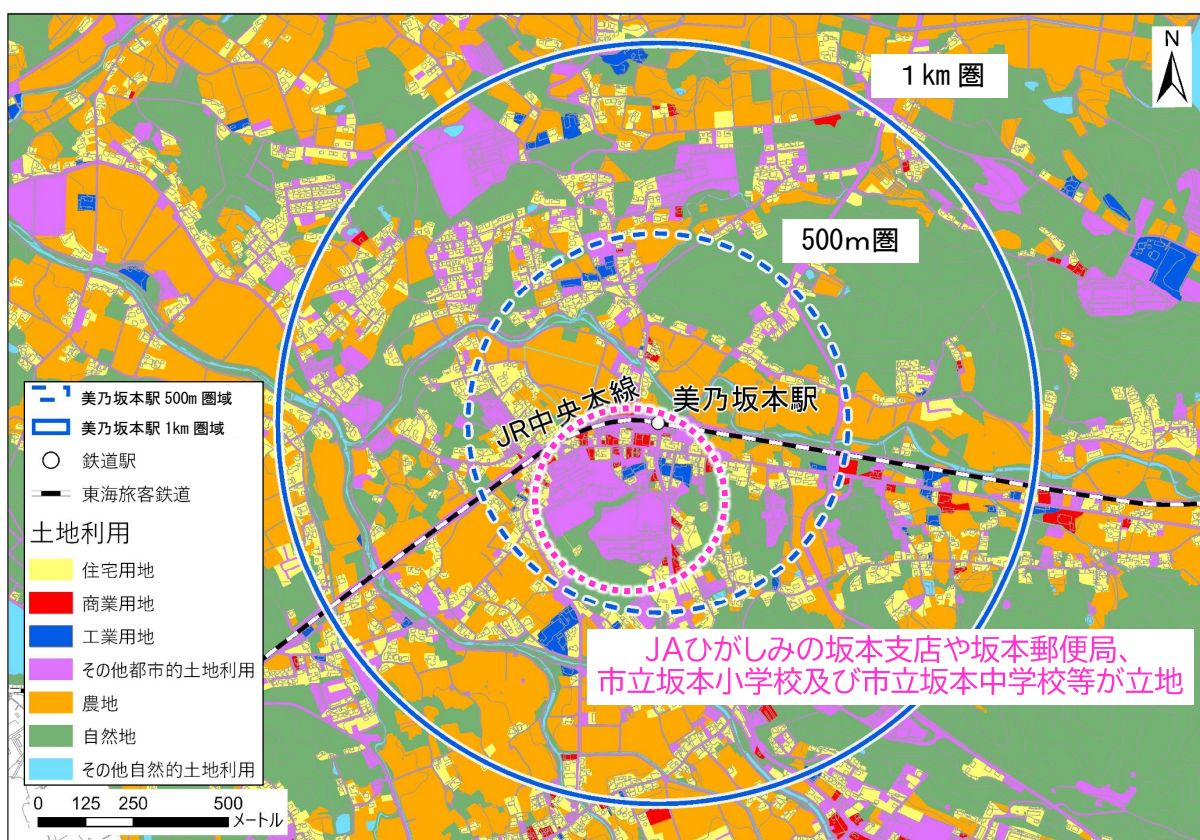 N
1km圏
500m圏
JR中央本線
美乃坂本駅
美乃坂本駅 500m 圏域
美乃坂本駅 1km 圏域
鉄道駅
東海旅客鉄道
土地利用
住宅用地
商業用地
工業用地
その他都市的土地利用
農地
自然地
その他自然的土地利用
JAひがしみの坂本支店や坂本郵便局、
市立坂本小学校及び市立坂本中学校等が立地
0 125 250 500
メートル